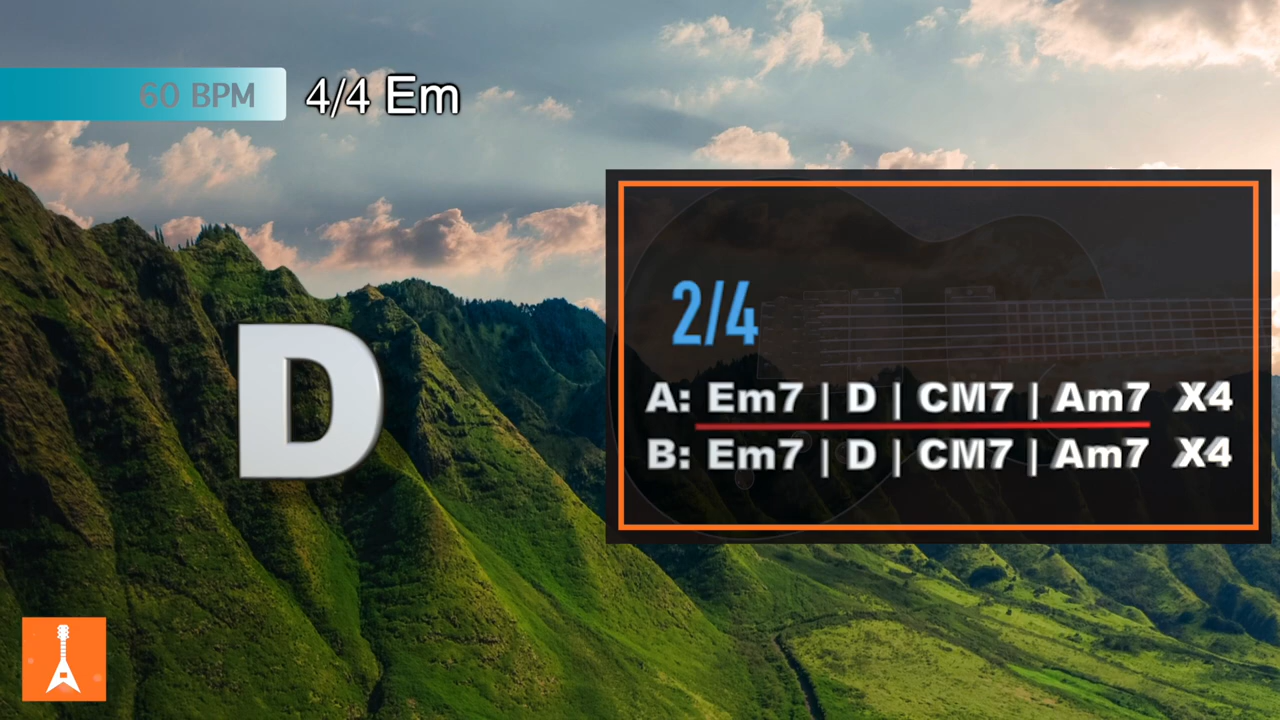 60 BPM 4/4 Em
D
2/4
A: Em7 | D | CM7 | Am7 X4
B: Em7 | D | CM7 | Am7 X4